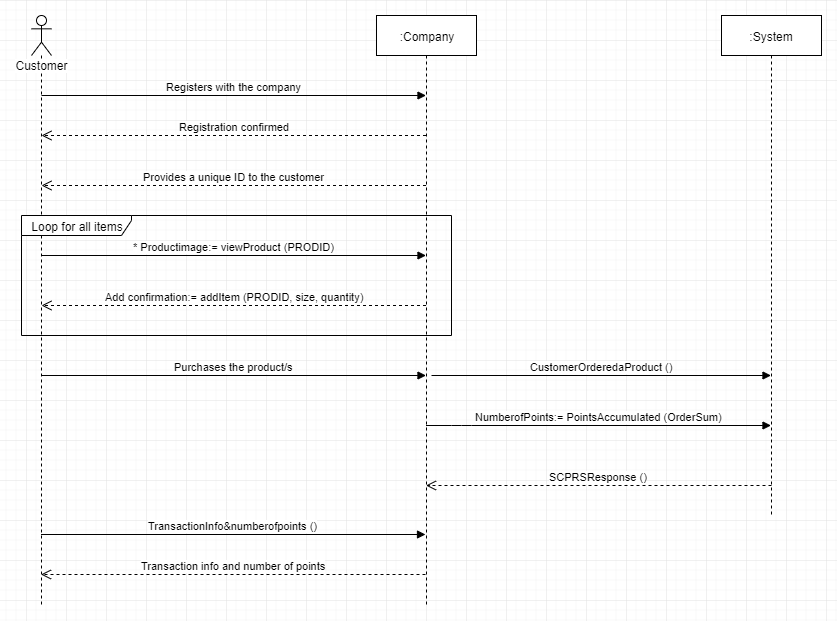 :Company
:System
Customer
Registers with the company
Registration confirmed
Provides a unique ID to the customer
Loop for all items
* Productimage:= viewProduct (PRODID)
Add confirmation:= addItem (PRODID, size, quantity)
Purchases the product/s
CustomerOrderedaProduct ()
NumberofPoints:= PointsAccumulated (OrderSum)
SCPRSResponse ()
TransactionInfo&numberofpoints ()
Transaction info and number of points